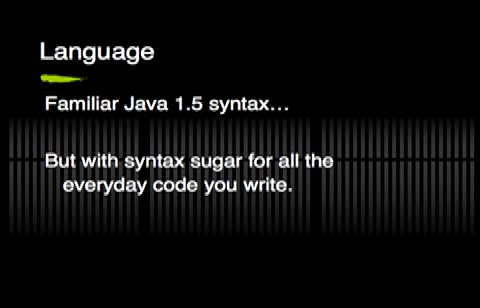 Language
Familiar Java 1.5 syntax...
But with syntax sugar for all the
everyday code you write.